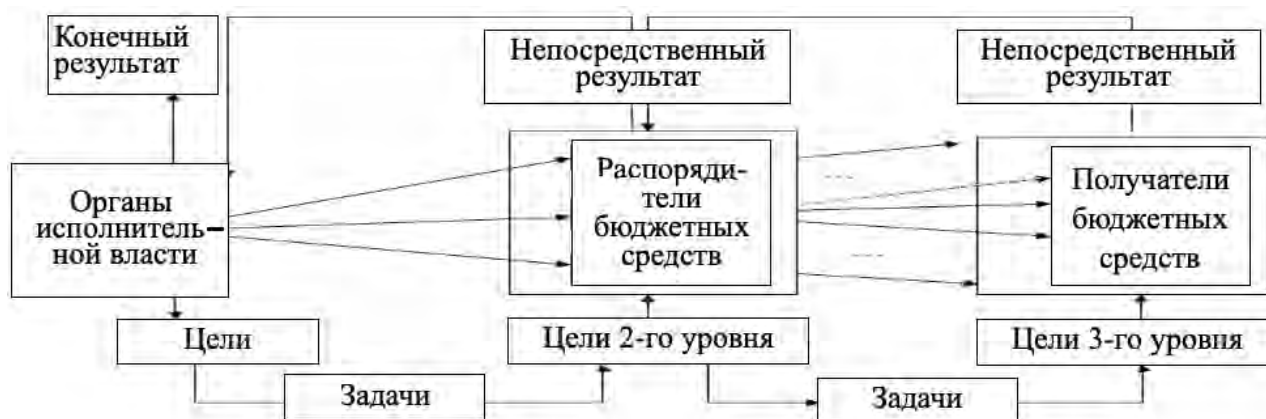 Конечный
результат
Непосредственный
результат
Непосредственный
результат
Органы
исполнитель-
ной власти
Распоряди-
тели
бюджетных
средств
Получатели
бюджетных
средств
Цели
Цели 2-го уровня
Цели 3-го уровня
Задачи
Задачи